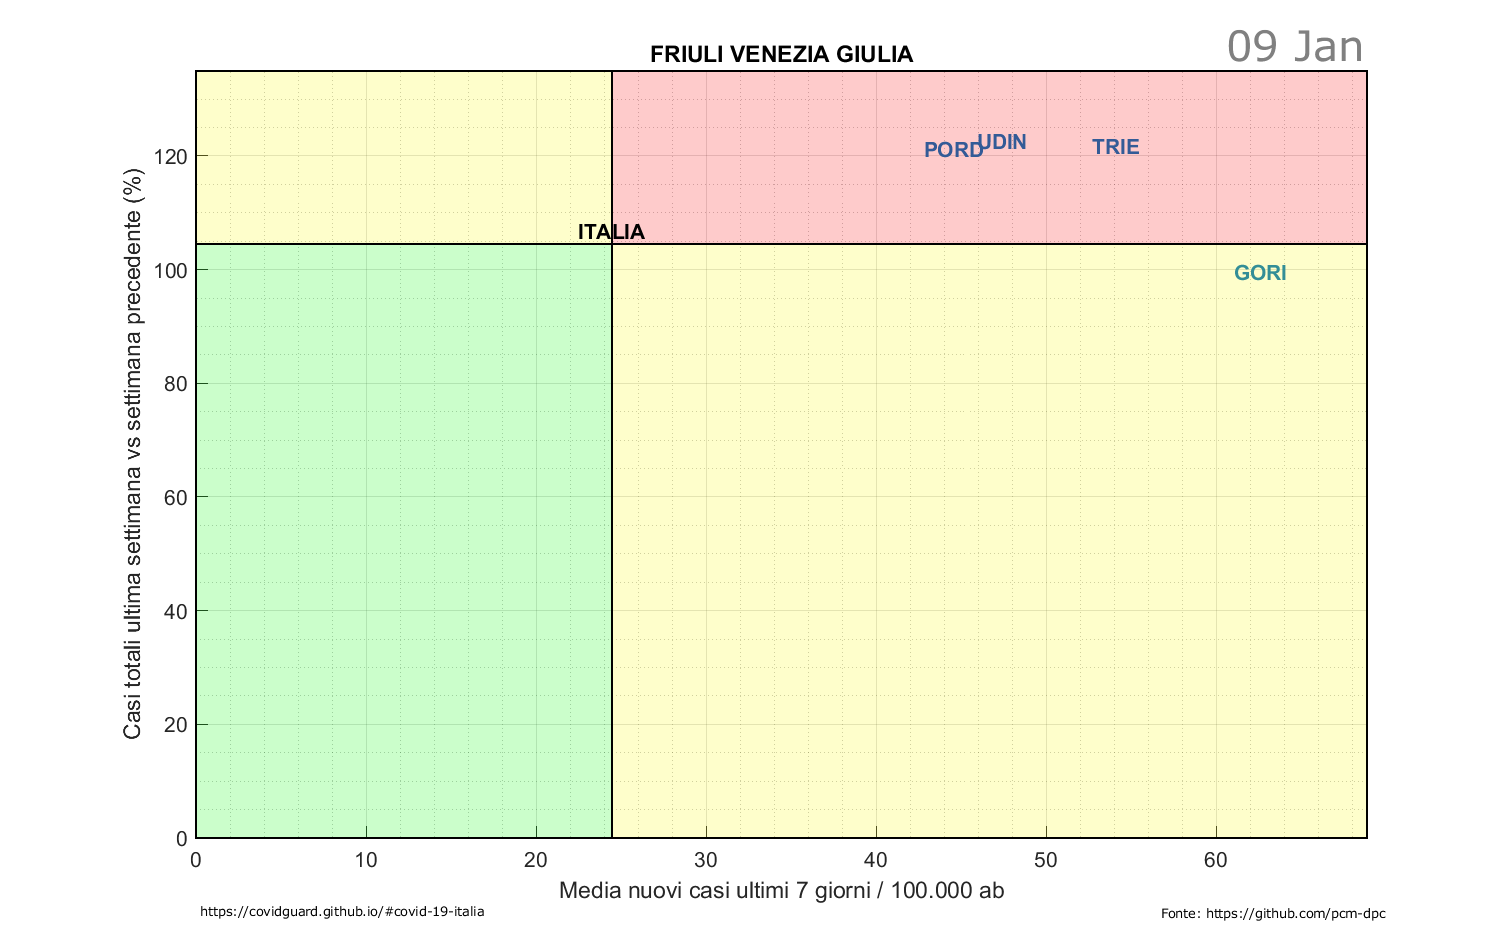 09 Jan
FRIULI VENEZIA GIULIA
Casi totali ultima settimana vs settimana precedente (%)
120
100
80
60
40
20
0
PORD
UDIN
TRIE
ITALIA
GORI
0 10 20 30 40 50 60
Media nuovi casi ultimi 7 giorni / 100.000 ab
https://covidguard.github.io/#covid-19-italia
Fonte: https://github.com/pcm-dpc